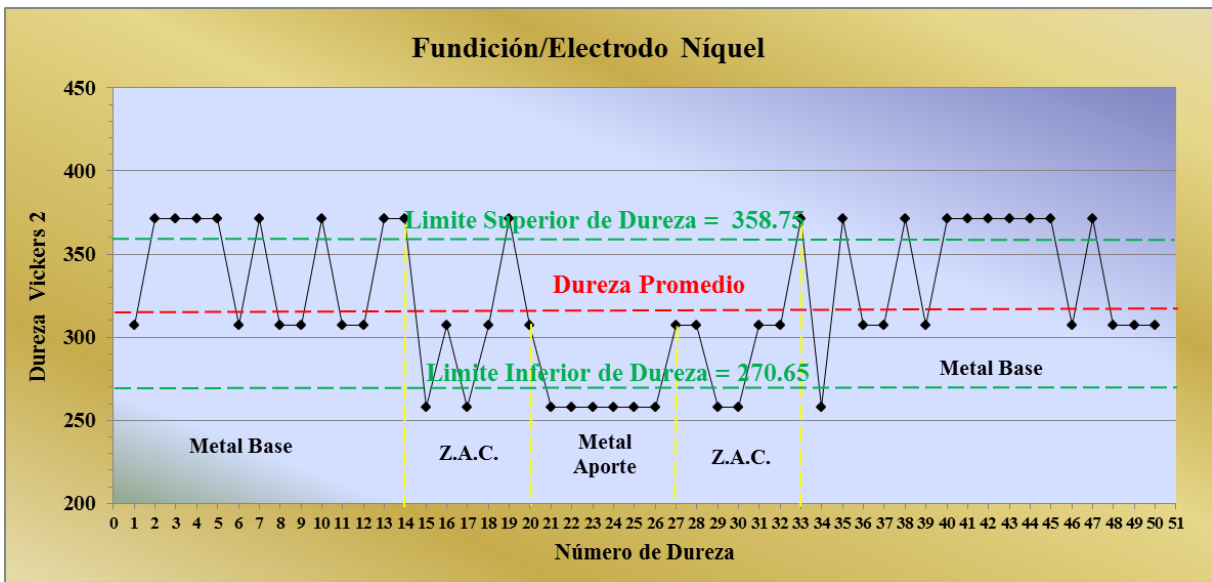 Fundición/Electrodo Níquel
450
400
350
300
250
200
Dureza Vickers 2
Limite Superior de Dureza = 358.75
Dureza Promedio
Limite Inferior de Dureza = 270.65
Metal Base
Metal Base
Z.A.C.
Metal
Aporte
Z.A.C.
0 1 2 3 4 5 6 7 8 9 10 11 12 13 14 15 16 17 18 19 20 21 22 23 24 25 26 27 28 29 30 31 32 33 34 35 36 37 38 39 40 41 42 43 44 45 46 47 48 49 50 51
Número de Dureza